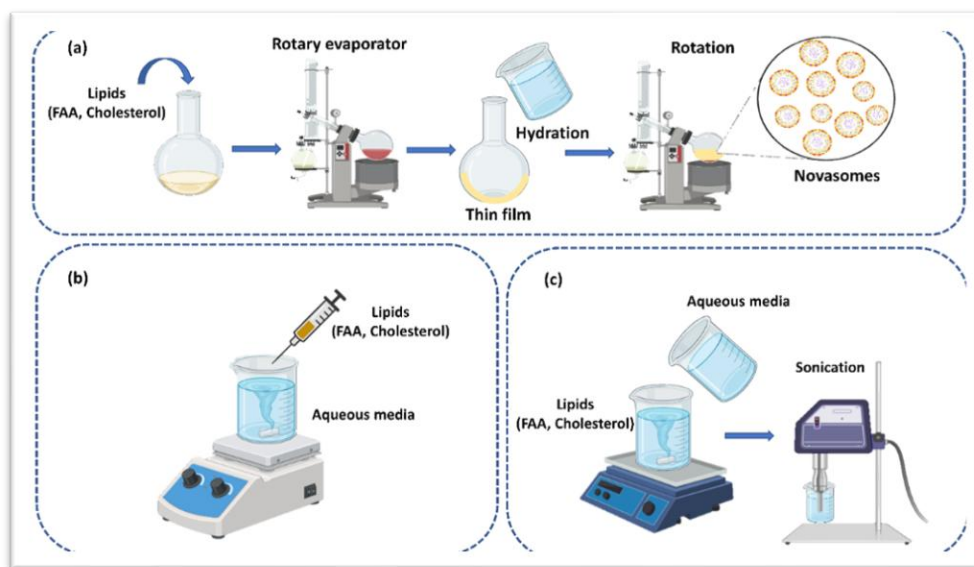 (a)
Lipids
(FAA, Cholesterol)
Rotary evaporator
Hydration
Thin film
Rotation
Novasomes
(b)
Lipids
(FAA, Cholesterol)
Aqueous media
(c)
Aqueous media
Lipids
(FAA, Cholesterol)
Sonication